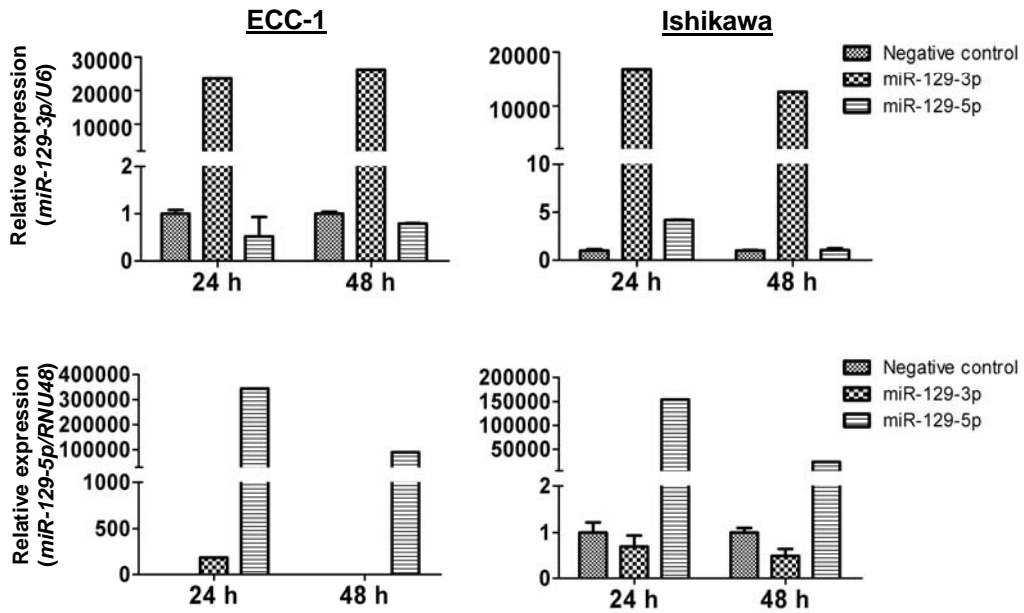 ECC-1
Ishikawa
Relative expression
(miR-129-3p/U6)
30000
20000
10000
2
1
0
24 h
48 h
20000
10000
10
5
0
24 h
48 h
Negative control
miR-129-3p
miR-129-5p
Relative expression
(miR-129-5p/RNU48)
400000
300000
200000
100000
1000
500
0
24 h
48 h
200000
150000
100000
50000
2
1
0
24 h
48 h
Negative control
miR-129-3p
miR-129-5p